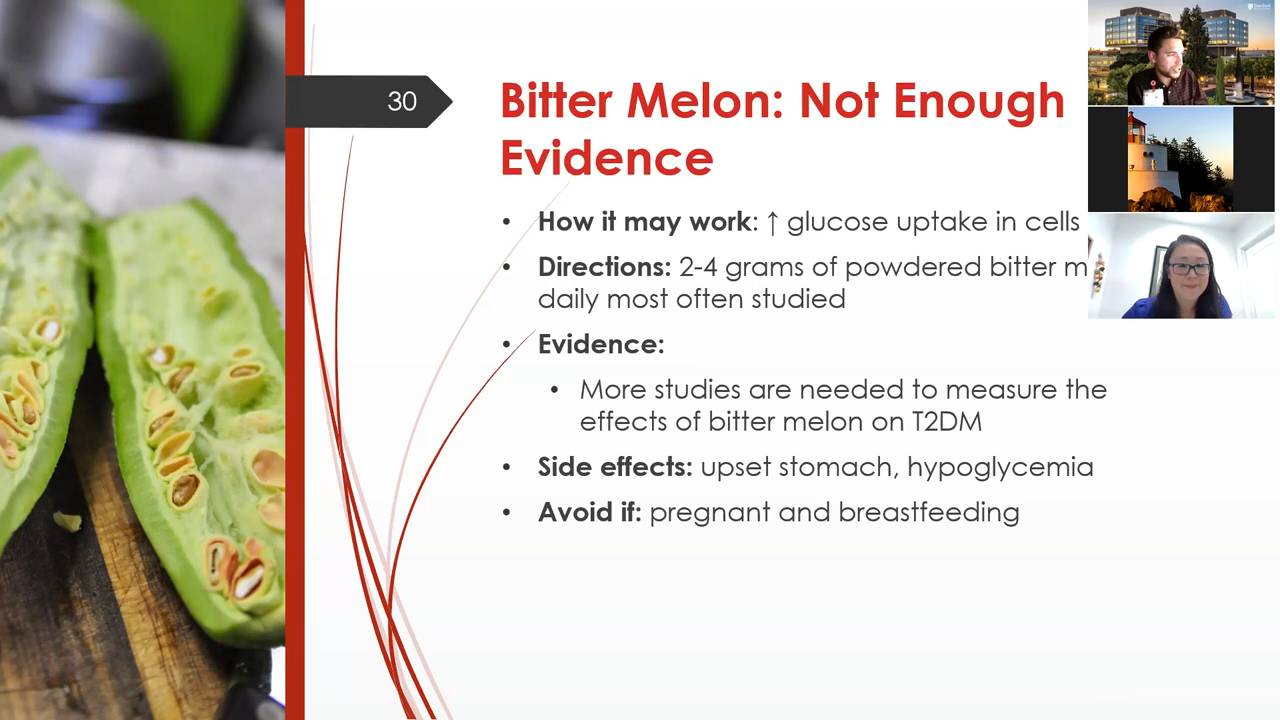 30
Bitter Melon: Not Enough
Evidence
• How it may work: ↑ glucose uptake in cells
• Directions: 2-4 grams of powdered bitter m
daily most often studied
• Evidence:
• More studies are needed to measure the
effects of bitter melon on T2DM
• Side effects: upset stomach, hypoglycemia
• Avoid if: pregnant and breastfeeding